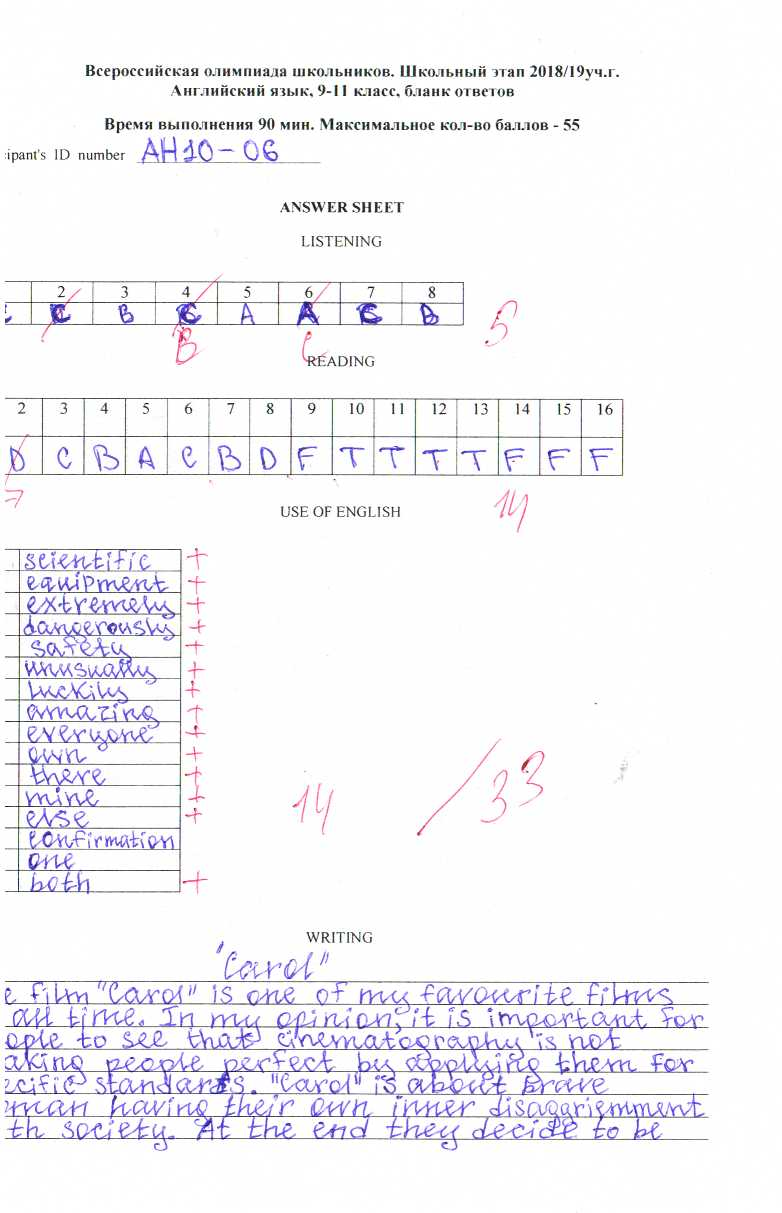 Всероссийская олимпиада школьников. Школьный этап 2018/19уч.г.
Английский язык, 9-11 класс, бланк ответов
Время выполнения 90 мин. Максимальное кол-во баллов - 55
cipant's ID number АН10-06
ANSWER SHEET
LISTENING
2 3 4 5 6 7 8
C B C A A C B
B C 5
READING
2 3 4 5 6 7 8 9 10 11 12 13 14 15 16
D C B A C B D F T T T T F F F
14
USE OF ENGLISH
scientific +
equipment +
extremely +
dangerously +
safety +
unusually +
luckily +
amazing +
everyone +
own +
there +
mine +
else +
confirmation
one
both +
14 / 33
WRITING
"Carol"
e film "Carol" is one of my favourite films
all time. In my opinion, it is important for
ople to see that cinematography is not
aking people perfect by applying them for
ecific standarts. "Carol" is about brave
oman having their own inner disaggriemment
th society. At the end they decide to be